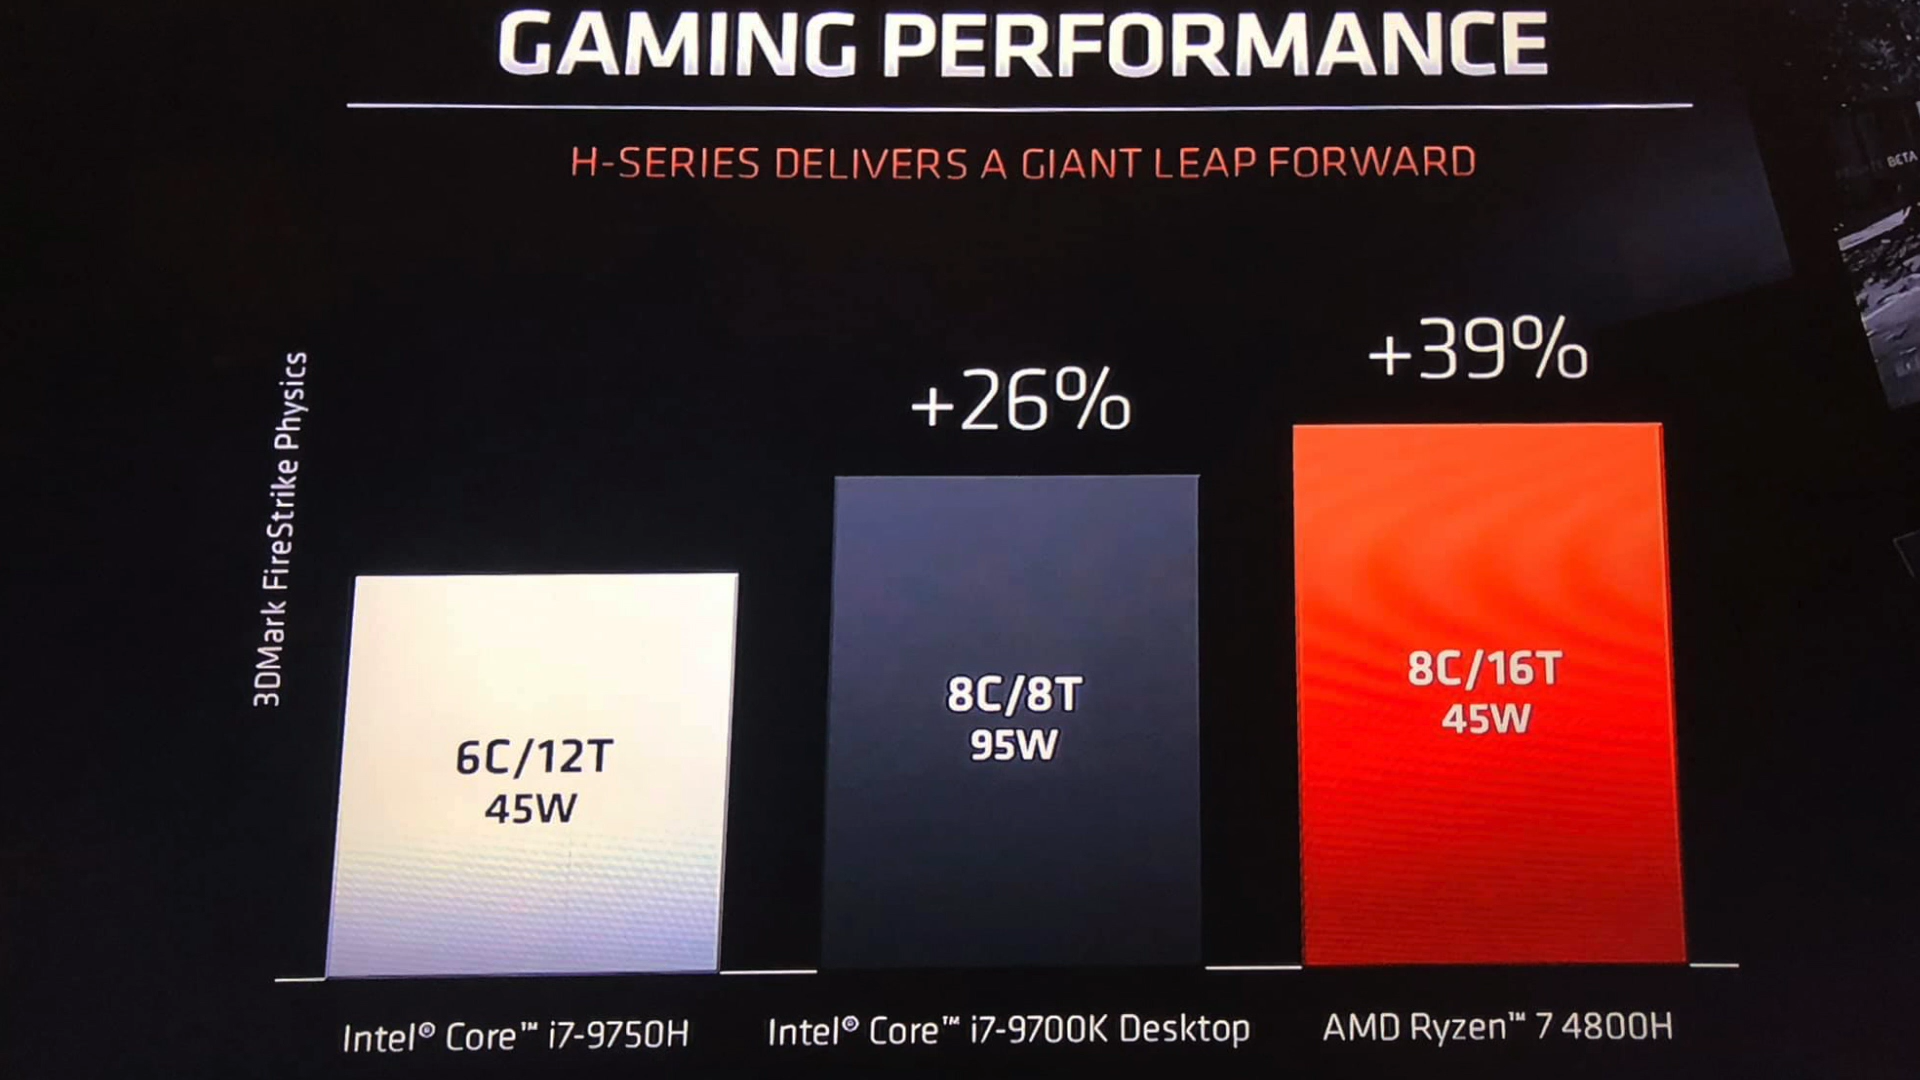 GAMING PERFORMANCE
H-SERIES DELIVERS A GIANT LEAP FORWARD
BETA
3DMark FireStrike Physics
+26%
+39%
6C/12T
45W
8C/8T
95W
8C/16T
45W
Intel® Core™ i7-9750H
Intel® Core™ i7-9700K Desktop
AMD Ryzen™ 7 4800H